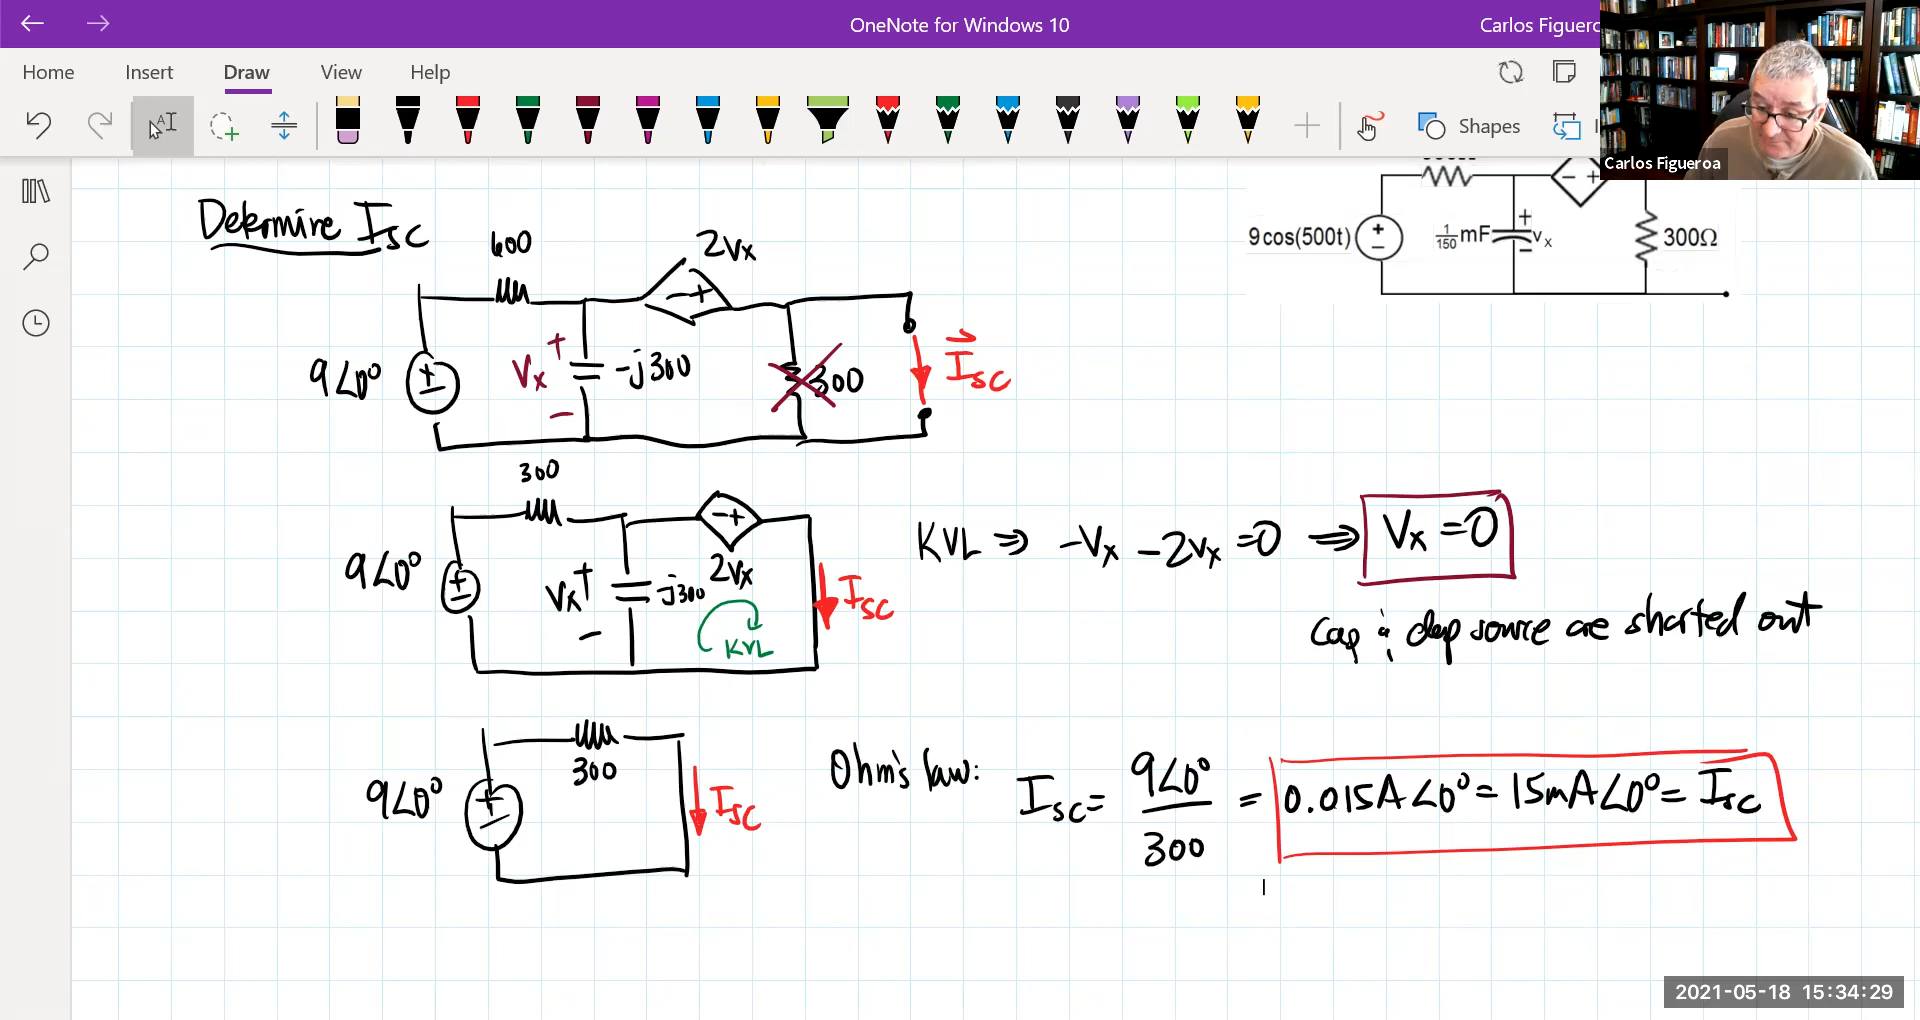 OneNote for Windows 10
Carlos Figuero
Home Insert Draw View Help
Shapes
Carlos Figueroa
Determine Isc
600
2Vx
9∠0°
+
Vx
-
-j300
300
Isc
9cos(500t)
1/150 mF
+
Vx
-
300Ω
300
9∠0°
Vx
+
-
-j300
2Vx
KVL
Isc
KVL ⇒ -Vx - 2Vx = 0 ⇒ Vx = 0
Cap & dep source are shorted out
9∠0°
300
Isc
Ohm's law: Isc = 9∠0° / 300 = 0.015A∠0° = 15mA∠0° = Isc
2021-05-18 15:34:29